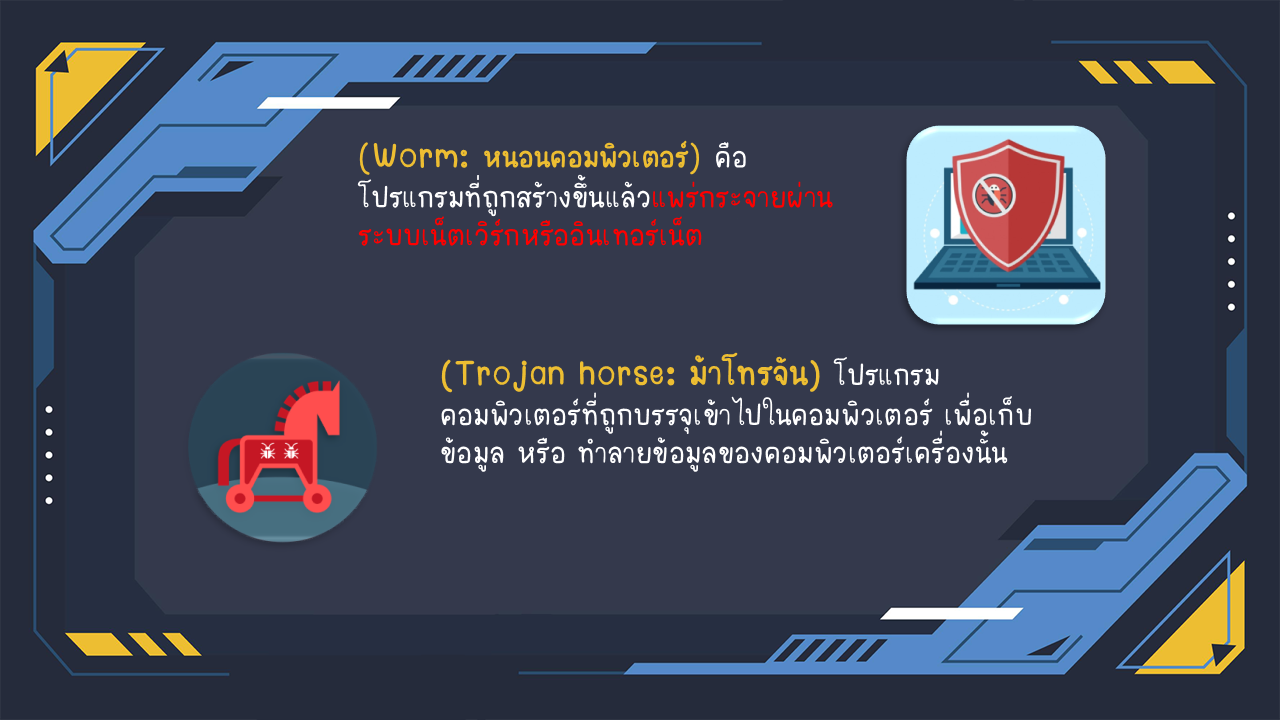 (Worm: หนอนคอมพิวเตอร์) คือ
โปรแกรมที่ถูกสร้างขึ้นแล้วแพร่กระจายผ่าน
ระบบเน็ตเวิร์กหรืออินเทอร์เน็ต
(Trojan horse: ม้าโทรจัน) โปรแกรม
คอมพิวเตอร์ที่ถูกบรรจุเข้าไปในคอมพิวเตอร์ เพื่อเก็บ
ข้อมูล หรือ ทำลายข้อมูลของคอมพิวเตอร์เครื่องนั้น